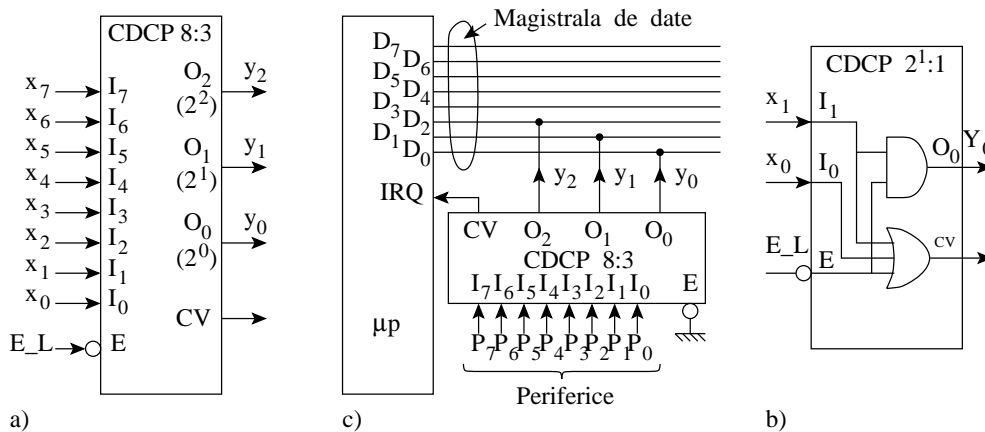 CDCP 8:3
x7 I7 O2 y2
(2^2)
x6 I6
x5 I5 O1 y1
x4 I4 (2^1)
x3 I3
x2 I2 O0 y0
x1 I1 (2^0)
x0 I0
CV
E_L E
a)
Magistrala de date
D7
D6
D5
D4
D3
D2
D1
D0
y2 y1 y0
IRQ
CV O2 O1 O0
CDCP 8:3
I7 I6 I5 I4 I3 I2 I1 I0 E
μp
P7 P6 P5 P4 P3 P2 P1 P0
Periferice
c)
CDCP 2^1:1
x1 I1
O0 Y0
x0 I0
E_L E
CV
b)